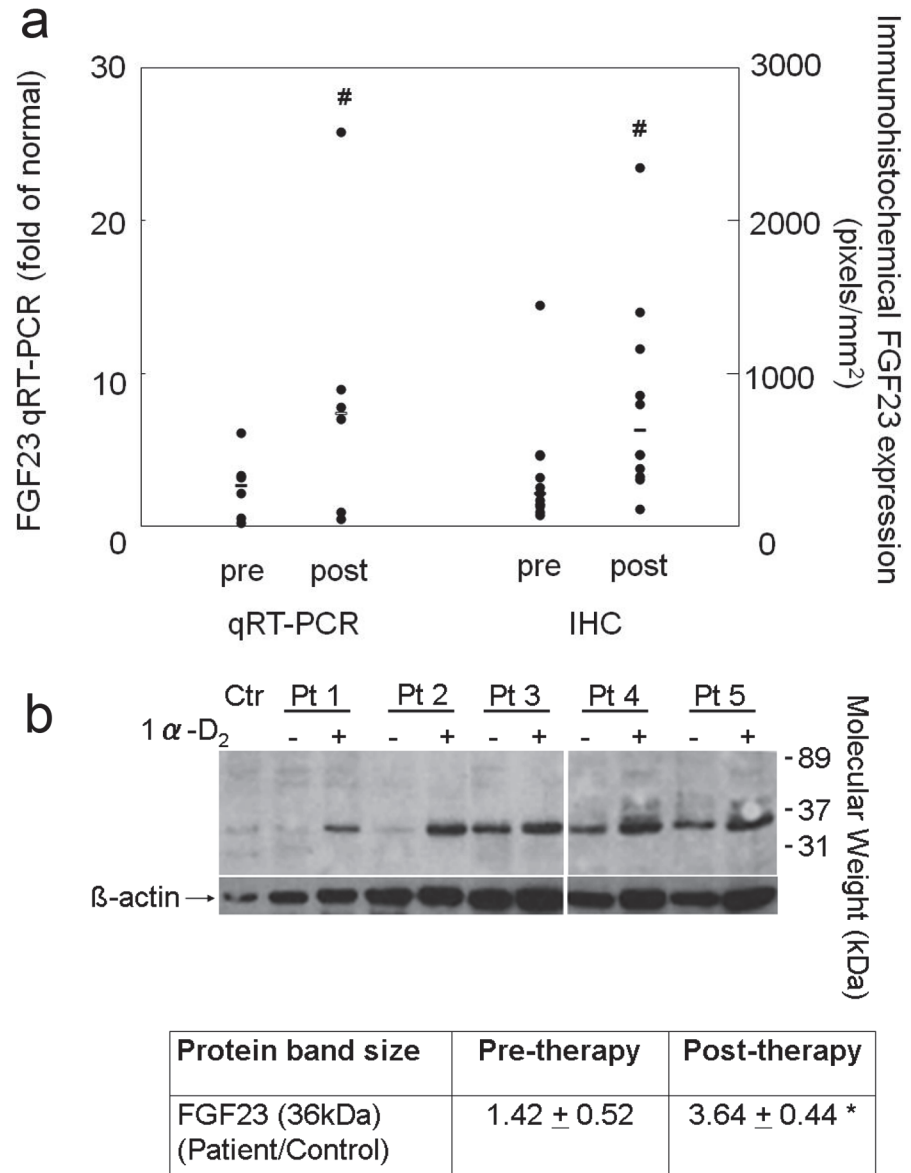 a
FGF23 qRT-PCR (fold of normal)
30
20
10
0
#
#
3000
2000
1000
0
Immunohistochemical FGF23 expression
(pixels/mm²)
pre
post
pre
post
qRT-PCR
IHC
b
Ctr Pt 1 Pt 2 Pt 3 Pt 4 Pt 5
1α-D₂ - + - + - + - + - +
-89
-37
-31
Molecular Weight (kDa)
ß-actin→
Protein band size Pre-therapy Post-therapy
FGF23 (36kDa) 1.42 ± 0.52 3.64 ± 0.44 *
(Patient/Control)